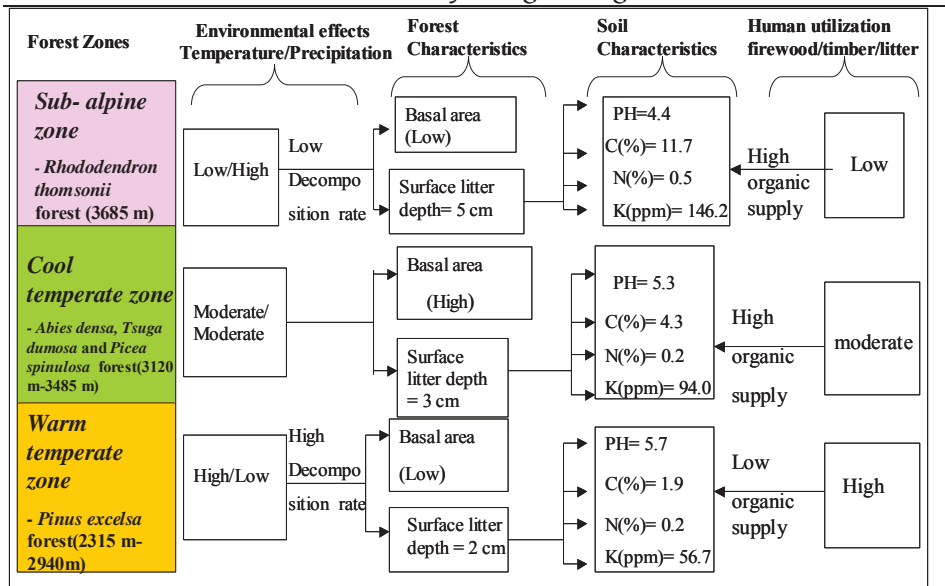 Forest Zones
Environmental effects
Temperature/Precipitation
Forest
Characteristics
Soil
Characteristics
Human utilization
firewood/timber/litter
Sub- alpine
zone
- Rhododendron
thomsonii
forest (3685 m)
Low/High
Low
Decompo
sition rate
Basal area
(Low)
Surface litter
depth= 5 cm
PH=4.4
C(%)= 11.7
N(%)= 0.5
K(ppm)= 146.2
High
organic
supply
Low
Cool
temperate zone
- Abies densa, Tsuga
dumosa and Picea
spinulosa forest(3120
m-3485 m)
Moderate/
Moderate
Basal area
(High)
Surface
litter depth
= 3 cm
PH= 5.3
C(%)= 4.3
N(%)= 0.2
K(ppm)= 94.0
High
organic
supply
moderate
Warm
temperate
zone
- Pinus excelsa
forest(2315 m-
2940m)
High/Low
High
Decompo
sition rate
Basal area
(Low)
Surface litter
depth= 2 cm
PH= 5.7
C(%)= 1.9
N(%)= 0.2
K(ppm)= 56.7
Low
organic
supply
High